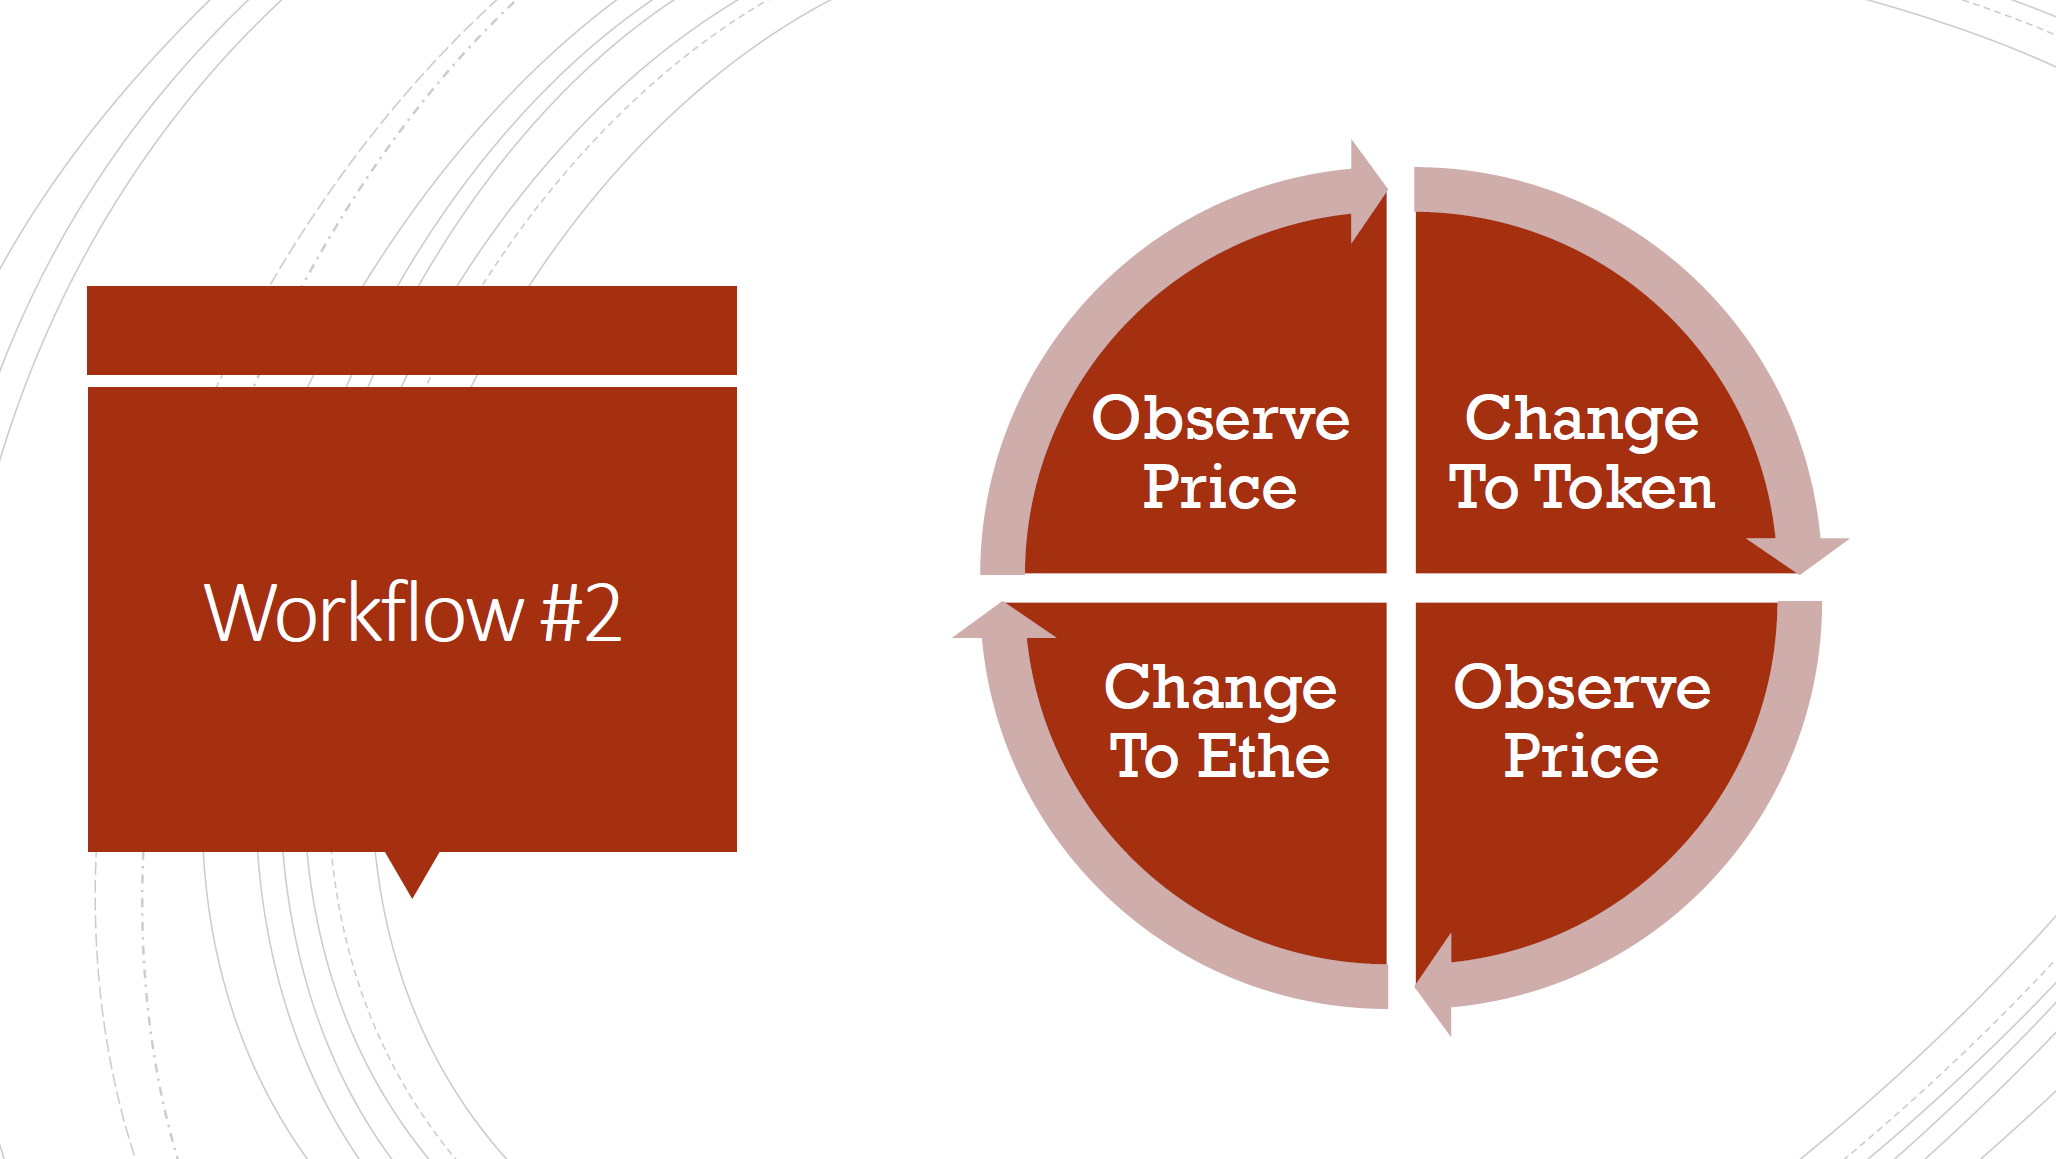 Workflow #2
Observe
Price
Change
To Token
Change
To Ethe
Observe
Price